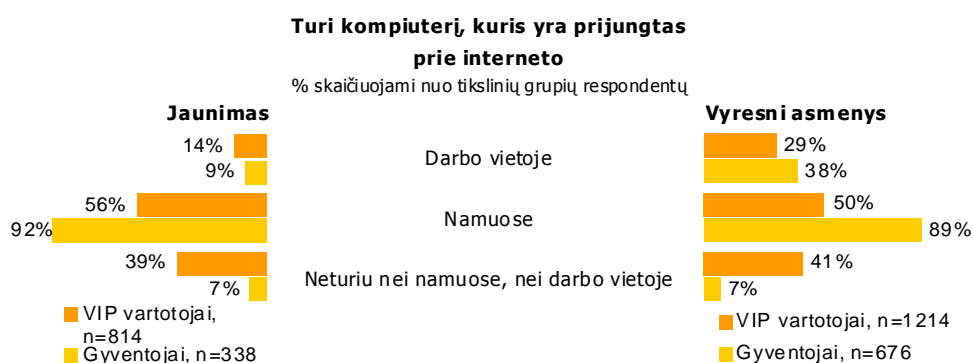 Turi kompiuterį, kuris yra prijungtas
prie interneto
% skaičiuojami nuo tikslinių grupių respondentų
Jaunimas
Vyresni asmenys
14%
9%
Darbo vietoje
29%
38%
56%
92%
Namuose
50%
89%
39%
7%
Neturiu nei namuose, nei darbo vietoje
41%
7%
VIP vartotojai,
n=814
Gyventojai, n=338
VIP vartotojai, n=1214
Gyventojai, n=676